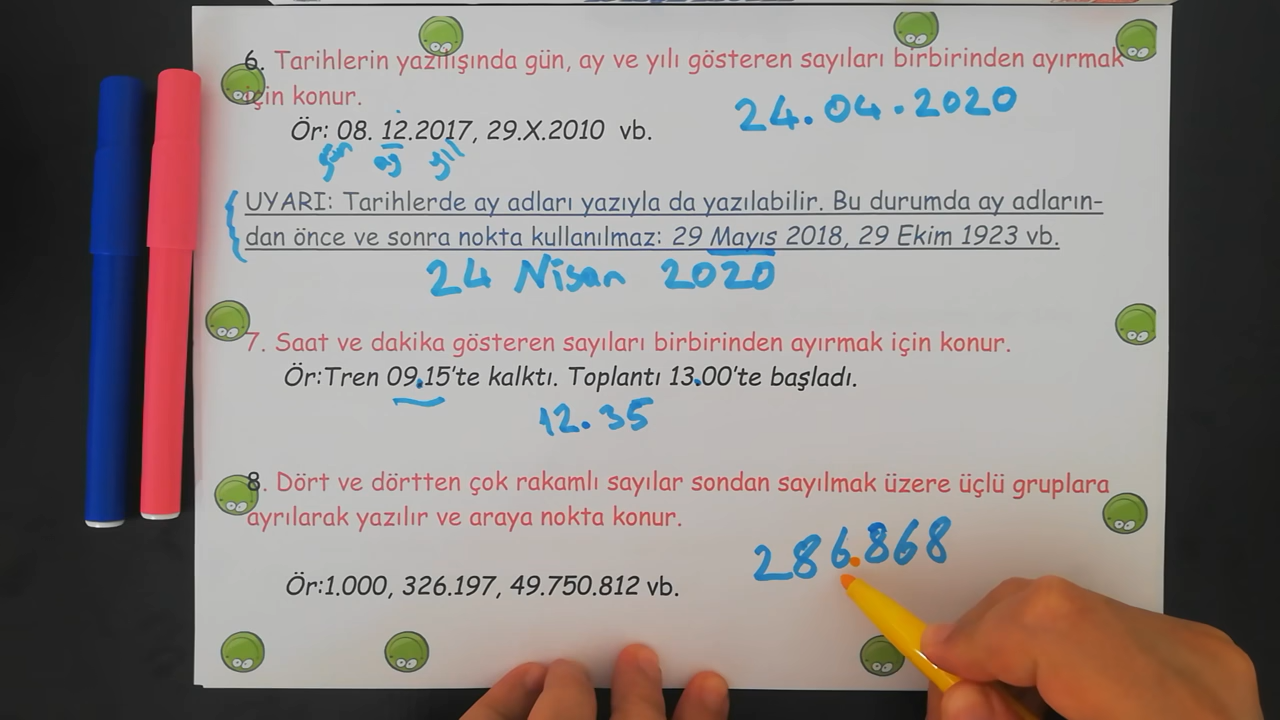 6. Tarihlerin yazılışında gün, ay ve yılı gösteren sayıları birbirinden ayırmak
için konur.
24.04.2020
Ör: 08. 12.2017, 29.X.2010 vb.
gün ay yıl
UYARI: Tarihlerde ay adları yazıyla da yazılabilir. Bu durumda ay adların-
dan önce ve sonra nokta kullanılmaz: 29 Mayıs 2018, 29 Ekim 1923 vb.
24 Nisan 2020
7. Saat ve dakika gösteren sayıları birbirinden ayırmak için konur.
Ör:Tren 09.15'te kalktı. Toplantı 13.00'te başladı.
12.35
8. Dört ve dörtten çok rakamlı sayılar sondan sayılmak üzere üçlü gruplara
ayrılarak yazılır ve araya nokta konur.
286.868
Ör:1.000, 326.197, 49.750.812 vb.